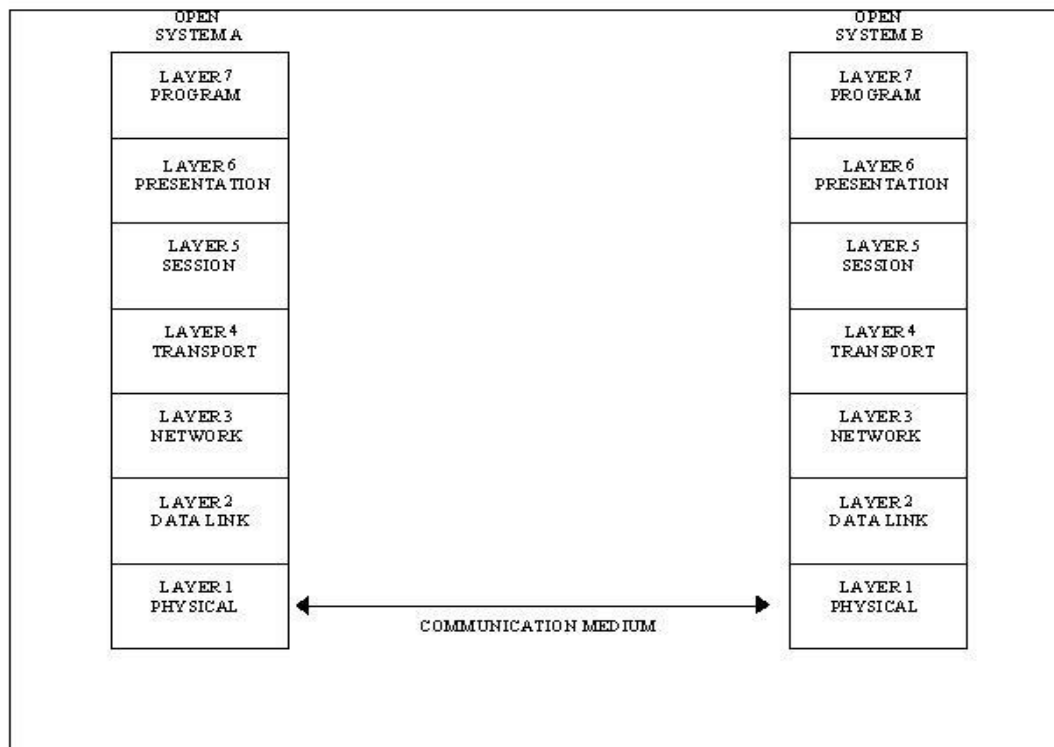 OPEN
SYSTEM A
LAYER 7
PROGRAM
LAYER 6
PRESENTATION
LAYER 5
SESSION
LAYER 4
TRANSPORT
LAYER 3
NETWORK
LAYER 2
DATA LINK
LAYER 1
PHYSICAL
COMMUNICATION MEDIUM
OPEN
SYSTEM B
LAYER 7
PROGRAM
LAYER 6
PRESENTATION
LAYER 5
SESSION
LAYER 4
TRANSPORT
LAYER 3
NETWORK
LAYER 2
DATA LINK
LAYER 1
PHYSICAL